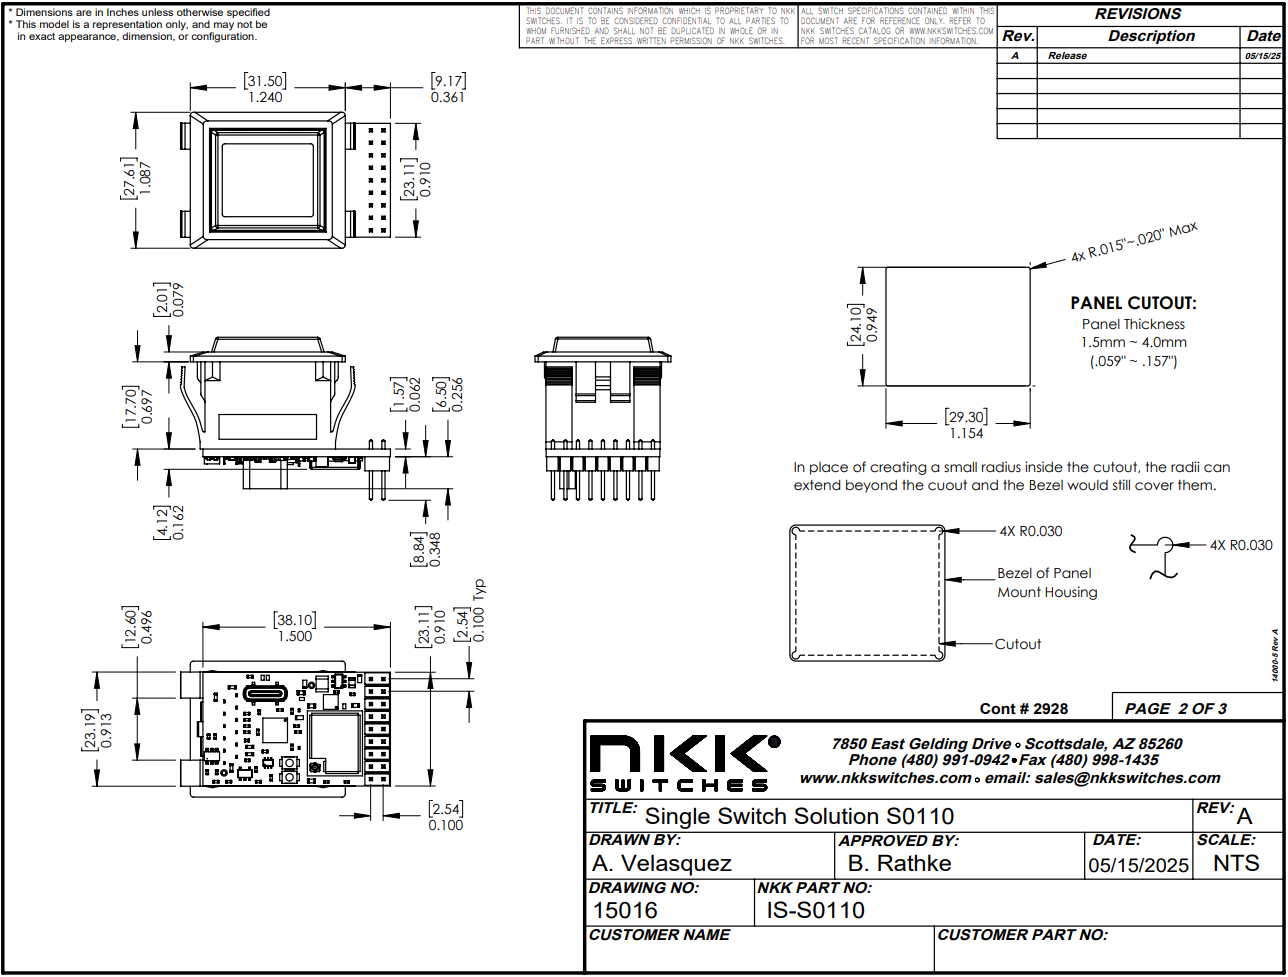 * Dimensions are in Inches unless otherwise specified
* This model is a representation only, and may not be
in exact appearance, dimension, or configuration.
THIS DOCUMENT CONTAINS INFORMATION WHICH IS PROPRIETARY TO NKK
SWITCHES. IT IS TO BE CONSIDERED CONFIDENTIAL TO ALL PARTIES TO
WHOM FURNISHED AND SHALL NOT BE DUPLICATED IN WHOLE OR IN
PART WITHOUT THE EXPRESS WRITTEN PERMISSION OF NKK SWITCHES.
ALL SWITCH SPECIFICATIONS CONTAINED WITHIN THIS
DOCUMENT ARE FOR REFERENCE ONLY. REFER TO
NKK SWITCHES CATALOG OR WWW.NKKSWITCHES.COM
FOR MOST RECENT SPECIFICATION INFORMATION.
REVISIONS
Rev. Description Date
A Release 05/15/25
[31.50]
1.240
[9.17]
0.361
[27.61]
1.087
[23.11]
0.910
4x R.015"~.020" Max
[24.10]
0.949
PANEL CUTOUT:
Panel Thickness
1.5mm ~ 4.0mm
(.059" ~ .157")
[29.30]
1.154
[2.01]
0.079
[17.70]
0.697
[1.57]
0.062
[6.50]
0.256
[4.12]
0.162
[8.84]
0.348
In place of creating a small radius inside the cutout, the radii can
extend beyond the cuout and the Bezel would still cover them.
4X R0.030
4X R0.030
Bezel of Panel
Mount Housing
Cutout
[12.60]
0.496
[38.10]
1.500
[23.11]
0.910
[2.54]
0.100 Typ
[23.19]
0.913
[2.54]
0.100
14000-5 Rev A
Cont # 2928
PAGE 2 OF 3
NKK
SWITCHES
®
7850 East Gelding Drive ∘ Scottsdale, AZ 85260
Phone (480) 991-0942 • Fax (480) 998-1435
www.nkkswitches.com ∘ email: sales@nkkswitches.com
TITLE: Single Switch Solution S0110
REV: A
DRAWN BY:
A. Velasquez
APPROVED BY:
B. Rathke
DATE:
05/15/2025
SCALE:
NTS
DRAWING NO:
15016
NKK PART NO:
IS-S0110
CUSTOMER NAME
CUSTOMER PART NO: